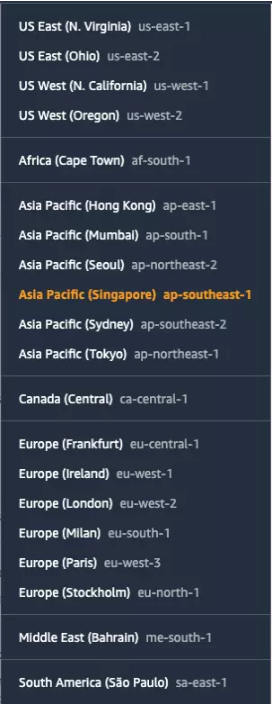 US East (N. Virginia) us-east-1
US East (Ohio) us-east-2
US West (N. California) us-west-1
US West (Oregon) us-west-2
Africa (Cape Town) af-south-1
Asia Pacific (Hong Kong) ap-east-1
Asia Pacific (Mumbai) ap-south-1
Asia Pacific (Seoul) ap-northeast-2
Asia Pacific (Singapore) ap-southeast-1
Asia Pacific (Sydney) ap-southeast-2
Asia Pacific (Tokyo) ap-northeast-1
Canada (Central) ca-central-1
Europe (Frankfurt) eu-central-1
Europe (Ireland) eu-west-1
Europe (London) eu-west-2
Europe (Milan) eu-south-1
Europe (Paris) eu-west-3
Europe (Stockholm) eu-north-1
Middle East (Bahrain) me-south-1
South America (São Paulo) sa-east-1